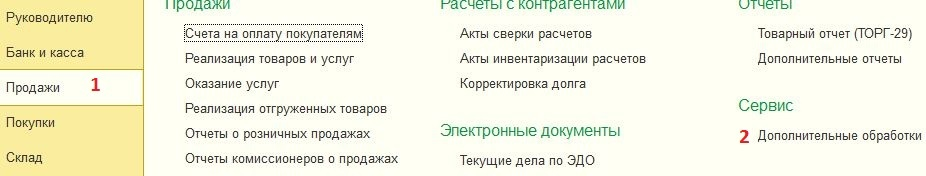 Руководителю
Банк и касса
Продажи 1
Покупки
Склад
Продажи
Счета на оплату покупателям
Реализация товаров и услуг
Оказание услуг
Реализация отгруженных товаров
Отчеты о розничных продажах
Отчеты комиссионеров о продажах
Расчеты с контрагентами
Акты сверки расчетов
Акты инвентаризации расчетов
Корректировка долга
Электронные документы
Текущие дела по ЭДО
Отчеты
Товарный отчет (ТОРГ-29)
Дополнительные отчеты
Сервис
2 Дополнительные обработки